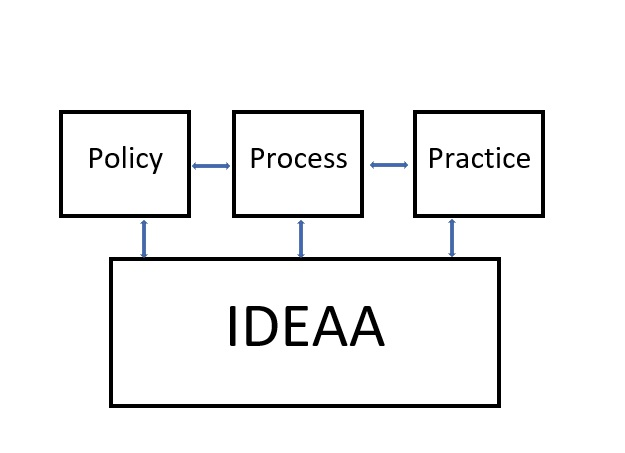 Policy
Process
Practice
IDEAA